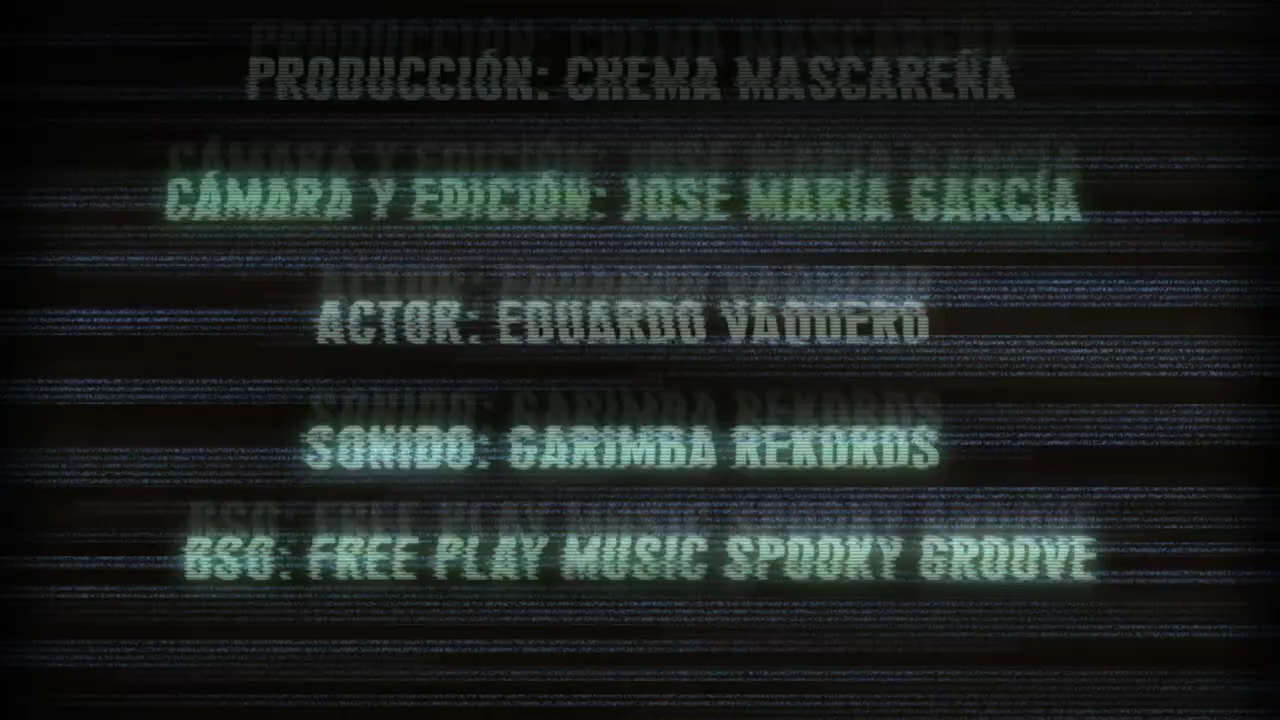 PRODUCCIÓN: CHEMA MASCAREÑA
CÁMARA Y EDICIÓN: JOSE MARÍA GARCÍA
ACTOR: EDUARDO VAQUERO
SONIDO: GARIMBA REKORDS
BSO: FREE PLAY MUSIC SPOOKY GROOVE